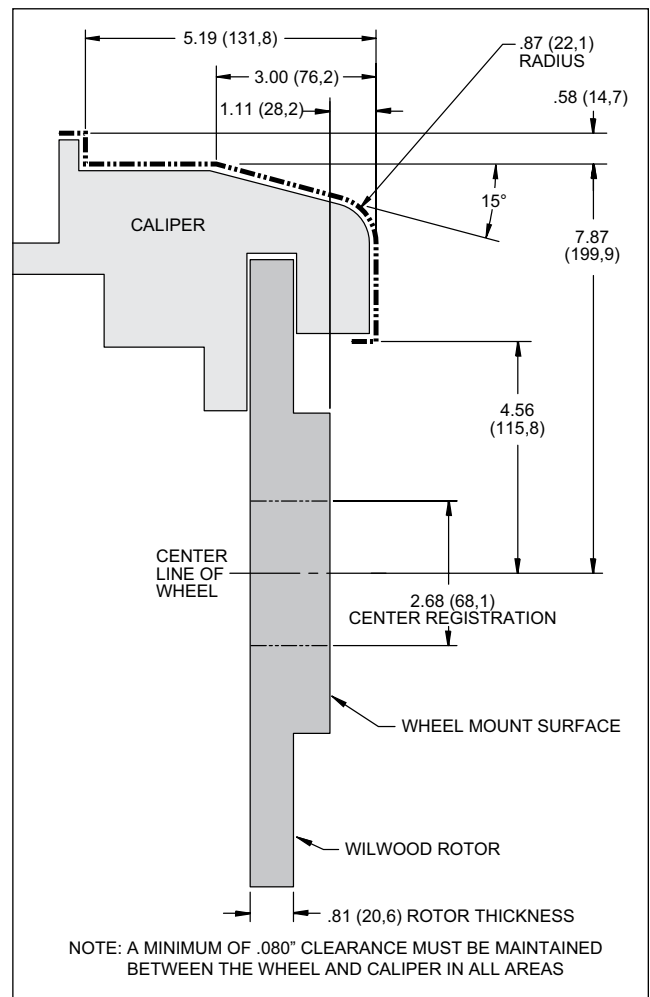 5.19 (131,8)
.87 (22,1)
RADIUS
3.00 (76,2)
1.11 (28,2)
.58 (14,7)
15°
CALIPER
7.87
(199,9)
4.56
(115,8)
CENTER
LINE OF
WHEEL
2.68 (68,1)
CENTER REGISTRATION
WHEEL MOUNT SURFACE
WILWOOD ROTOR
.81 (20,6) ROTOR THICKNESS
NOTE: A MINIMUM OF .080" CLEARANCE MUST BE MAINTAINED
BETWEEN THE WHEEL AND CALIPER IN ALL AREAS